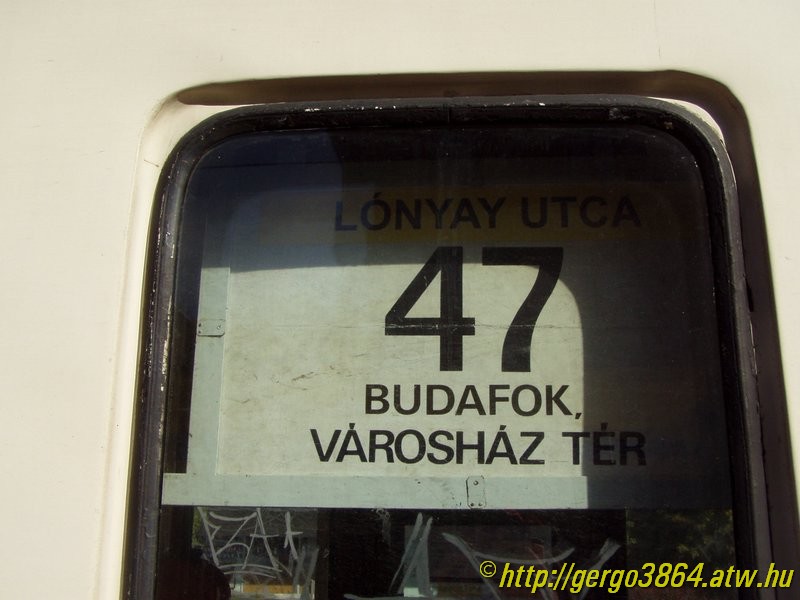 LÓNYAY UTCA
47
BUDAFOK,
VÁROSHÁZ TÉR
© http://gergo3864.atw.hu